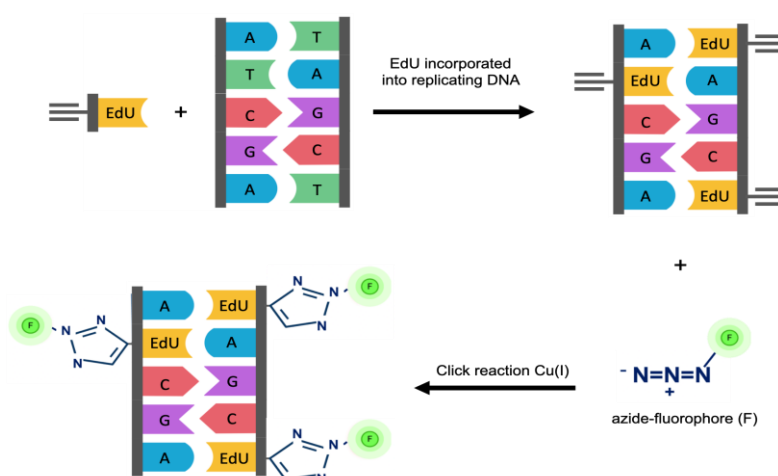 EdU
+
A T
T A
C G
G C
A T
EdU incorporated
into replicating DNA
A EdU
EdU A
C G
G C
A EdU
+
F
- N=N=N
+
azide-fluorophore (F)
Click reaction Cu(I)
F
N
N
N
A EdU
EdU A
C G
G C
A EdU
N
N
N
F
N
N
N
F